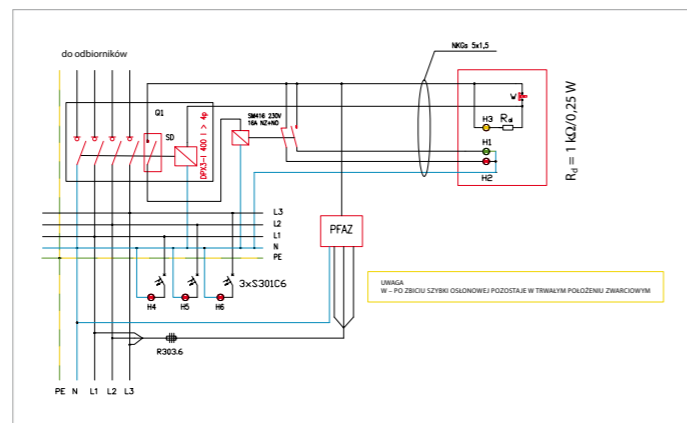 do odbiorników
NKGs 5x1,5
Q1
SD
DPX3-I 400 I > 4p
SM416 230V
16A NZ+NO
W
H3 Rd
H1
H2
Rd = 1 kΩ/0,25 W
L3
L2
L1
N
PE
PFAZ
3xS301C6
H4
H5
H6
UWAGA
W – PO ZBICIU SZYBKI OSŁONOWEJ POZOSTAJE W TRWAŁYM POŁOŻENIU ZWARCIOWYM
R303.6
PE N L1 L2 L3